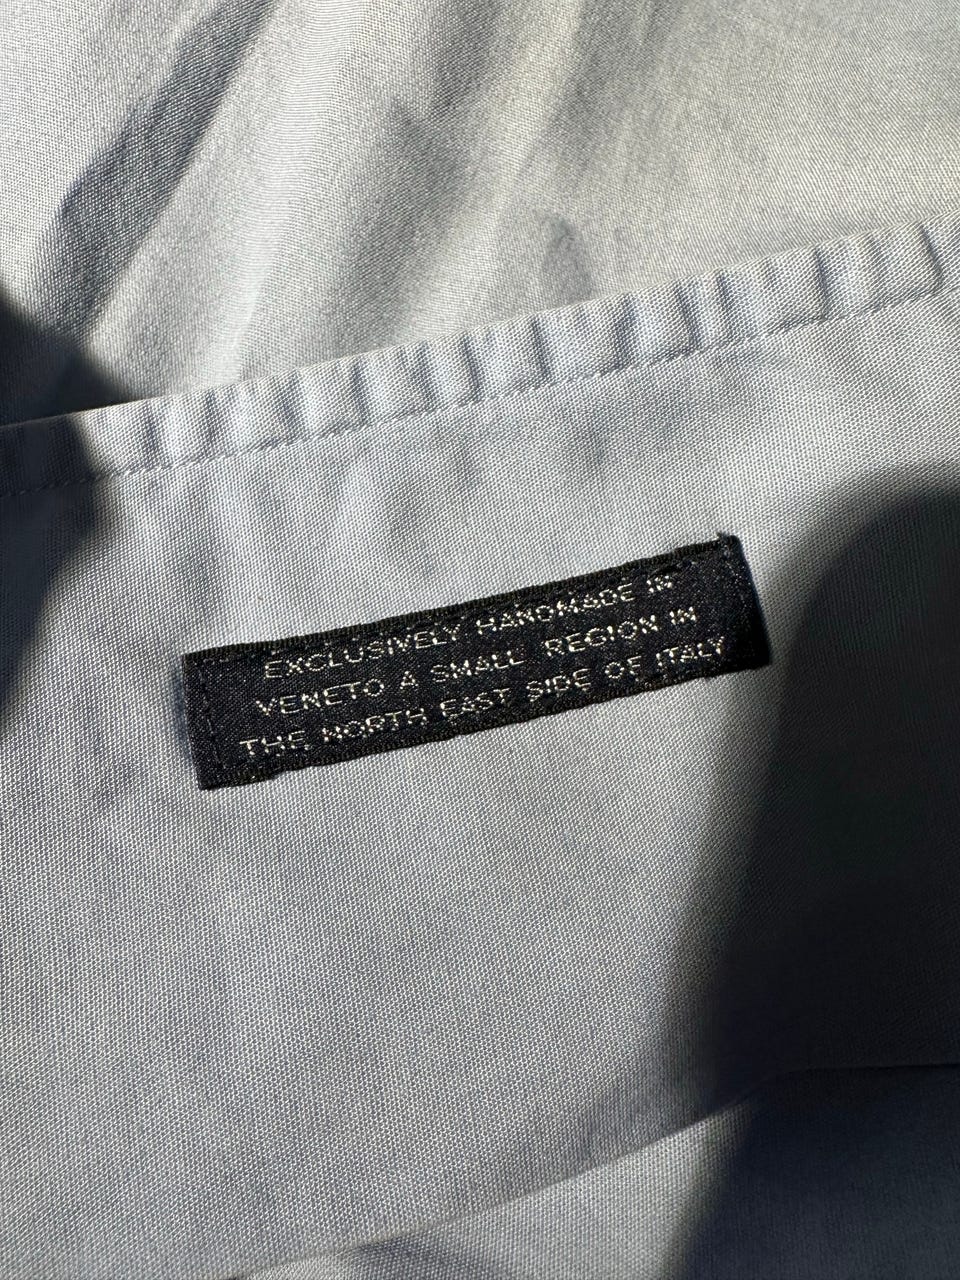 EXCLUSIVELY HANDMADE IN
VENETO A SMALL REGION IN
THE NORTH EAST SIDE OF ITALY